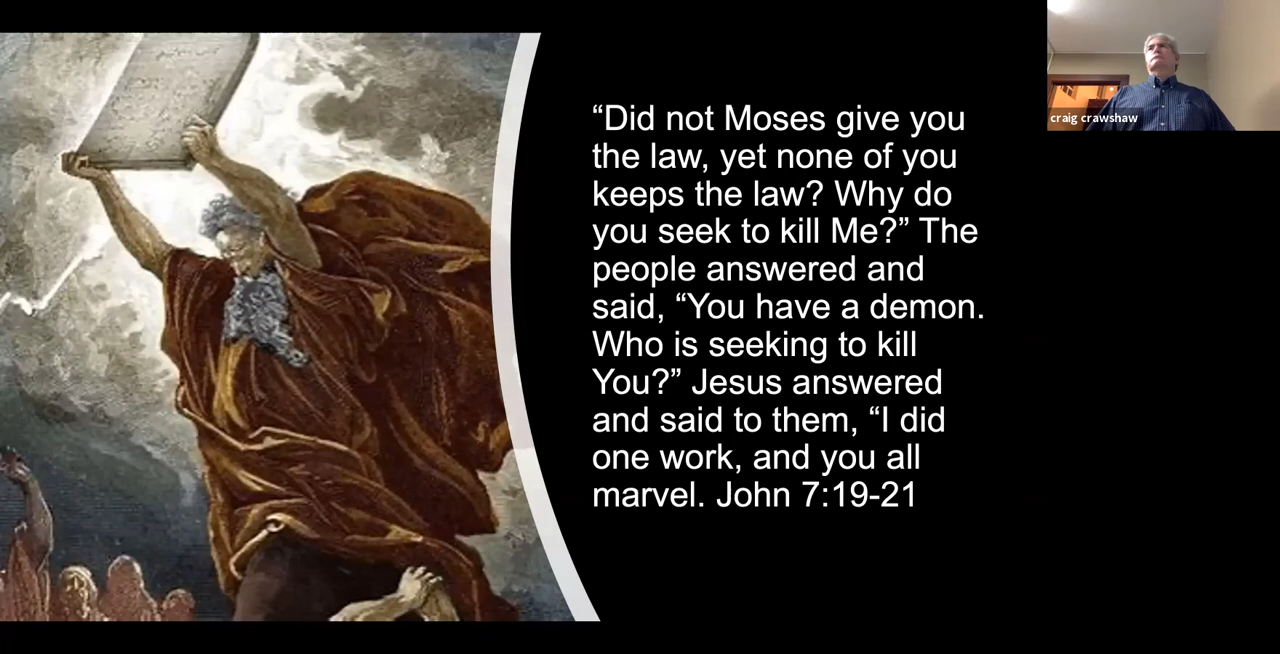 “Did not Moses give you
the law, yet none of you
keeps the law? Why do
you seek to kill Me?” The
people answered and
said, “You have a demon.
Who is seeking to kill
You?” Jesus answered
and said to them, “I did
one work, and you all
marvel. John 7:19-21
craig crawshaw